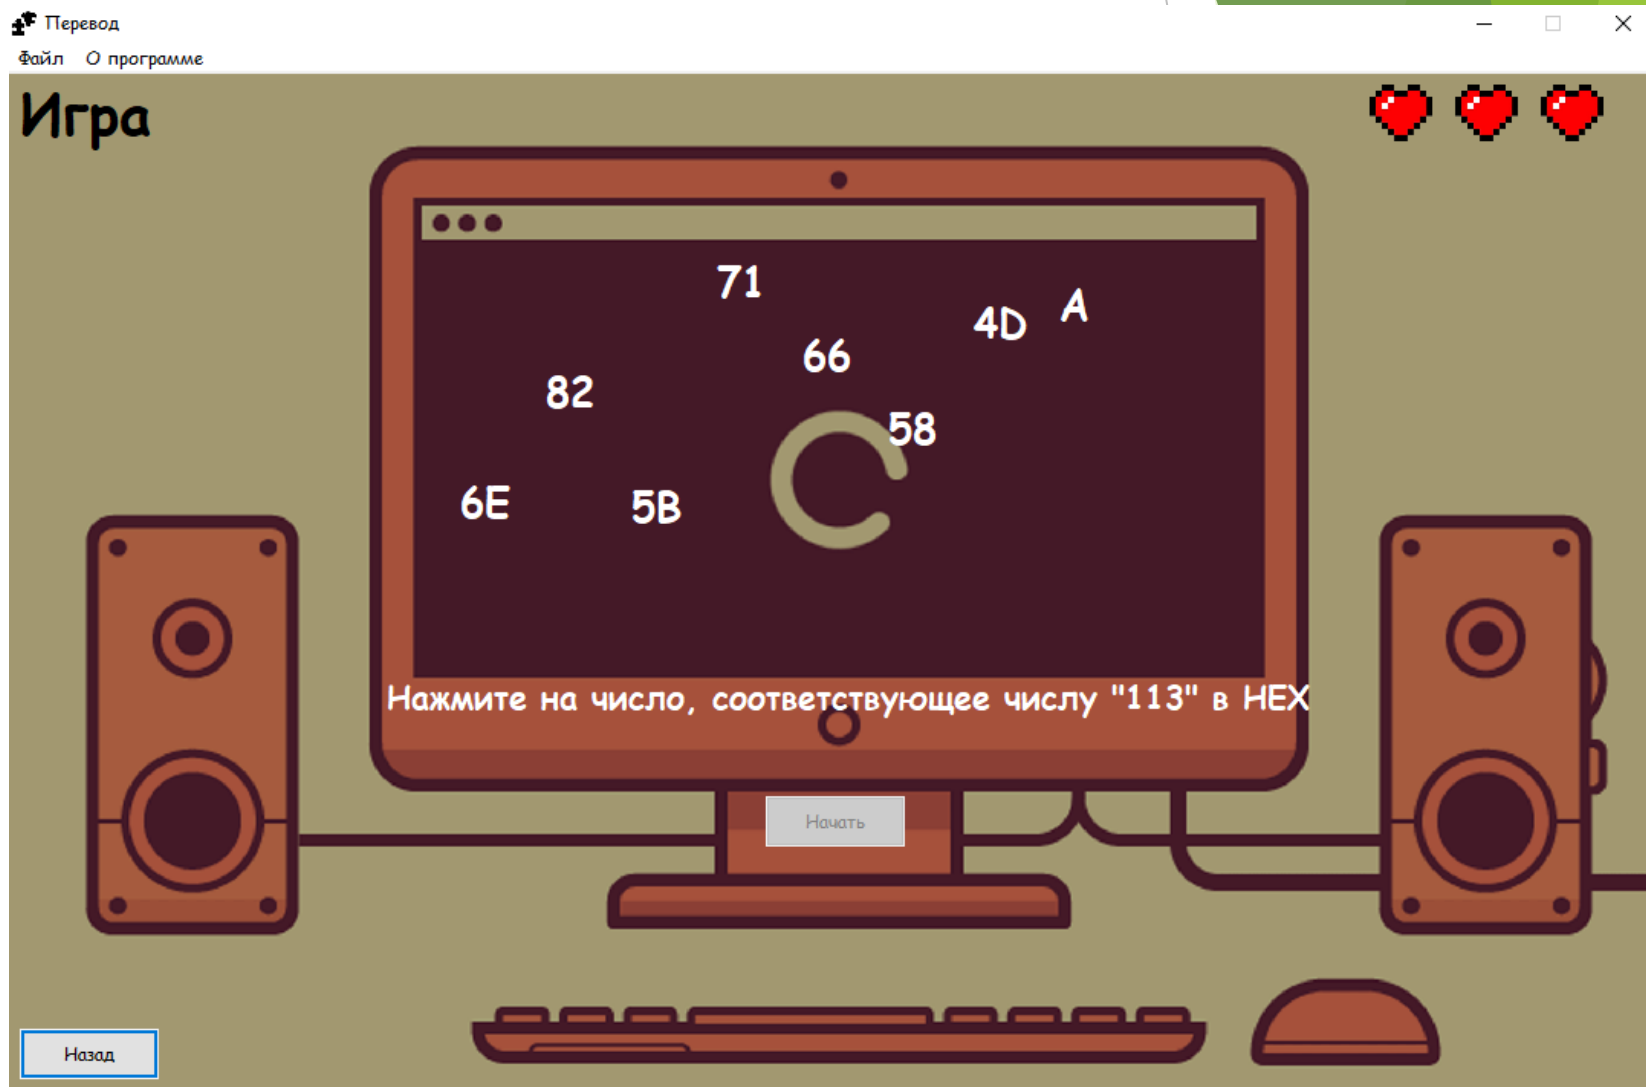 Перевод
Файл О программе
Игра
71
A
4D
66
82
58
6E
5B
Нажмите на число, соответствующее числу "113" в HEX
Начать
Назад